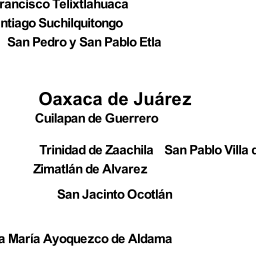 rancisco Telixtlahuaca
ntiago Suchilquitongo
San Pedro y San Pablo Etla
Oaxaca de Juárez
Cuilapan de Guerrero
Trinidad de Zaachila San Pablo Villa d
Zimatlán de Alvarez
San Jacinto Ocotlán
a María Ayoquezco de Aldama